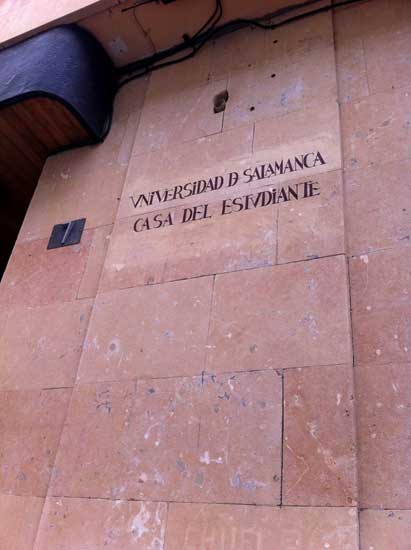 VNIVERSIDAD D SALAMANCA
CASA DEL ESTVDIANTE